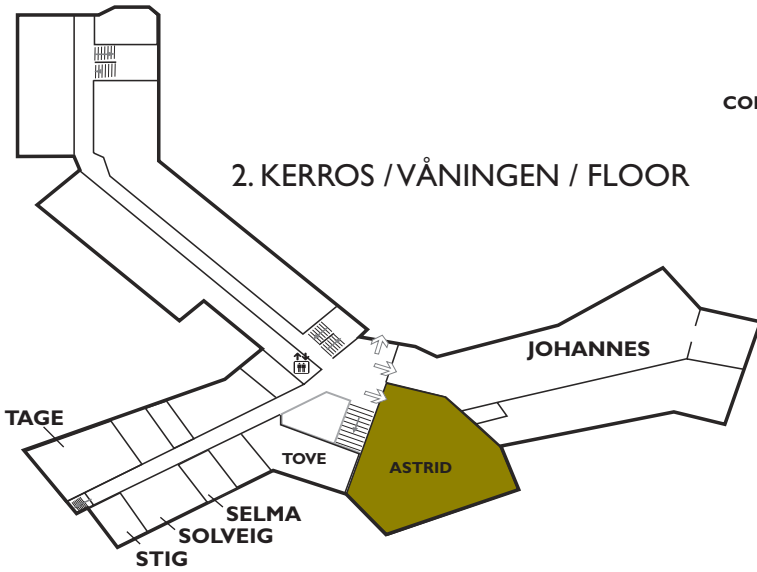 2. KERROS / VÅNINGEN / FLOOR
JOHANNES
TAGE
TOVE
ASTRID
SELMA
SOLVEIG
STIG